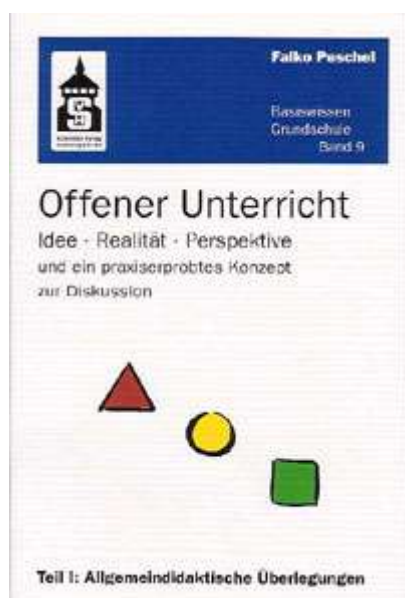 Falko Peschel
Basiswissen
Grundschule
Band 9
Offener Unterricht
Idee · Realität · Perspektive
und ein praxiserprobtes Konzept
zur Diskussion
Teil I: Allgemeindidaktische Überlegungen